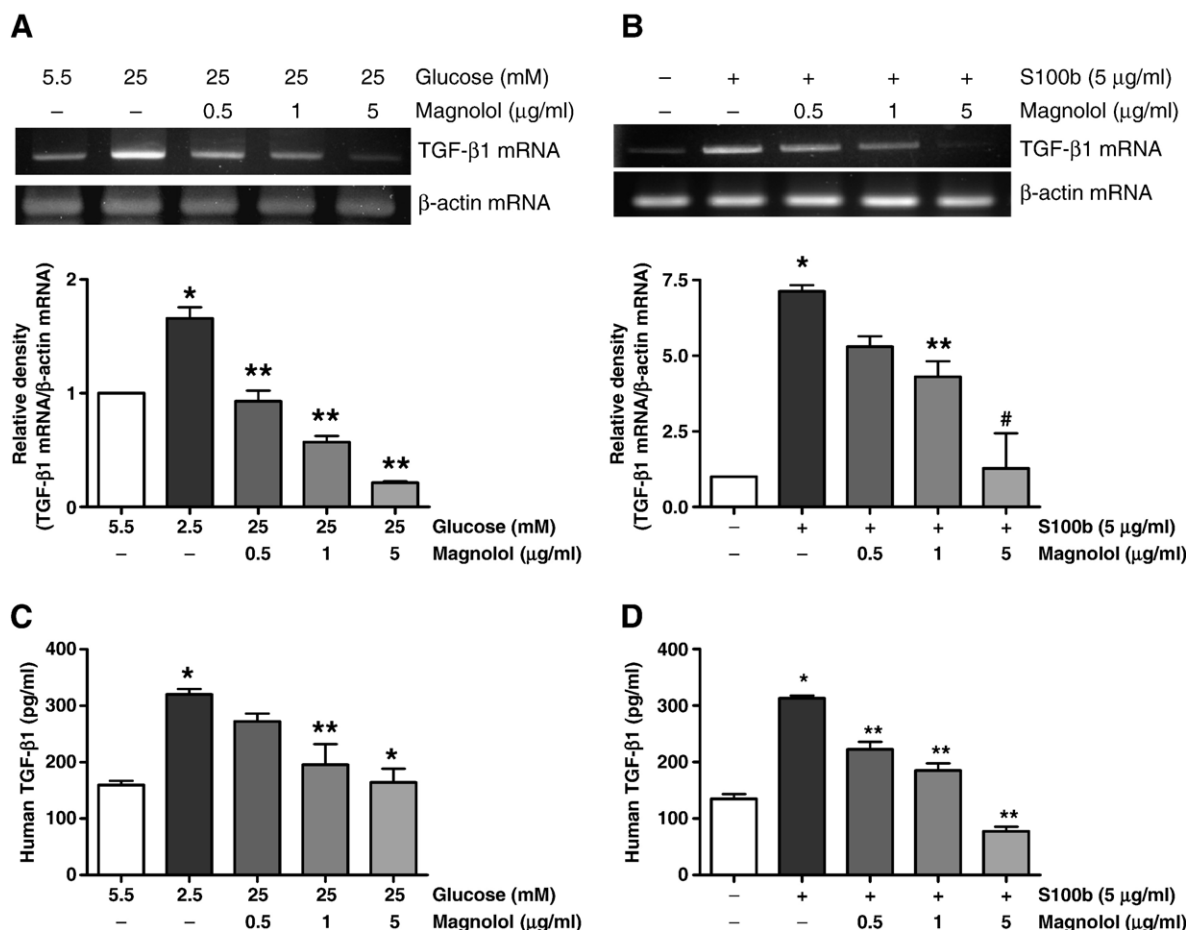 A
5.5 25 25 25 25 Glucose (mM)
– – 0.5 1 5 Magnolol (μg/ml)
TGF-β1 mRNA
β-actin mRNA
Relative density
(TGF-β1 mRNA/β-actin mRNA)
2
1
0
*
**
**
**
5.5 2.5 25 25 25 Glucose (mM)
– – 0.5 1 5 Magnolol (μg/ml)
B
– + + + + S100b (5 μg/ml)
Magnolol (μg/ml)
– – 0.5 1 5
TGF-β1 mRNA
β-actin mRNA
Relative density
(TGF-β1 mRNA/β-actin mRNA)
7.5
5.0
2.5
0.0
*
**
#
– + + + + S100b (5 μg/ml)
– – 0.5 1 5 Magnolol (μg/ml)
C
Human TGF-β1 (pg/ml)
400
300
200
100
0
*
**
*
5.5 2.5 25 25 25 Glucose (mM)
– – 0.5 1 5 Magnolol (μg/ml)
D
Human TGF-β1 (pg/ml)
400
300
200
100
0
*
**
**
**
– + + + + S100b (5 μg/ml)
– – 0.5 1 5 Magnolol (μg/ml)